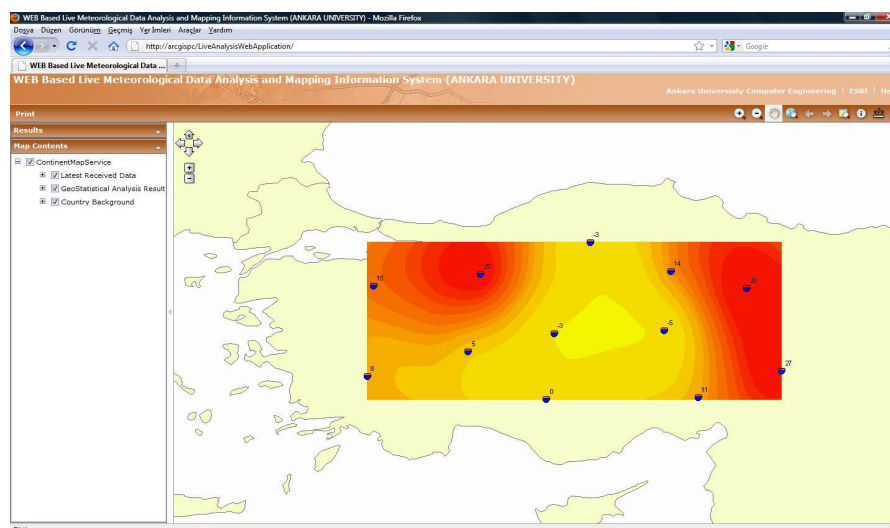 WEB Based Live Meteorological Data Analysis and Mapping Information System (ANKARA UNIVERSITY) - Mozilla Firefox
Dosya Düzen Görünüm Geçmiş Yer İmleri Araçlar Yardım
http://arcgispc/LiveAnalysisWebApplication/
Google
WEB Based Live Meteorological Data ...
WEB Based Live Meteorological Data Analysis and Mapping Information System (ANKARA UNIVERSITY)
Ankara Universisty Computer Engineering | ESRI | He
Print
Results
Map Contents
ContinentMapService
Latest Received Data
GeoStatistical Analysis Result
Country Background
-3
27
14
15
-3
-5
5
27
8
0
11